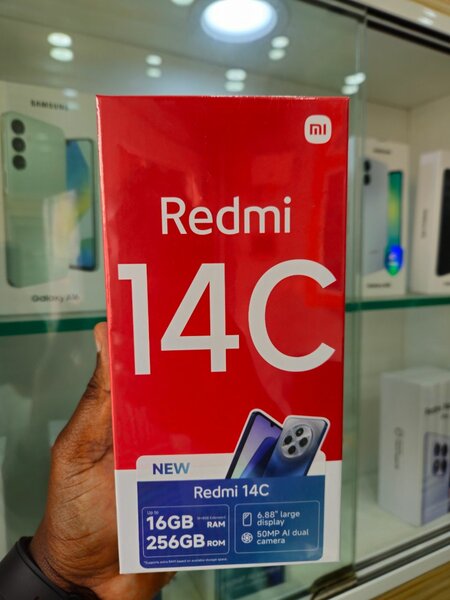 SAMSUNG
mi
Redmi
14C
Galaxy A16
NEW
Redmi 14C
Up to
16GB RAM
256GB ROM
6.88" large
display
50MP AI dual
camera